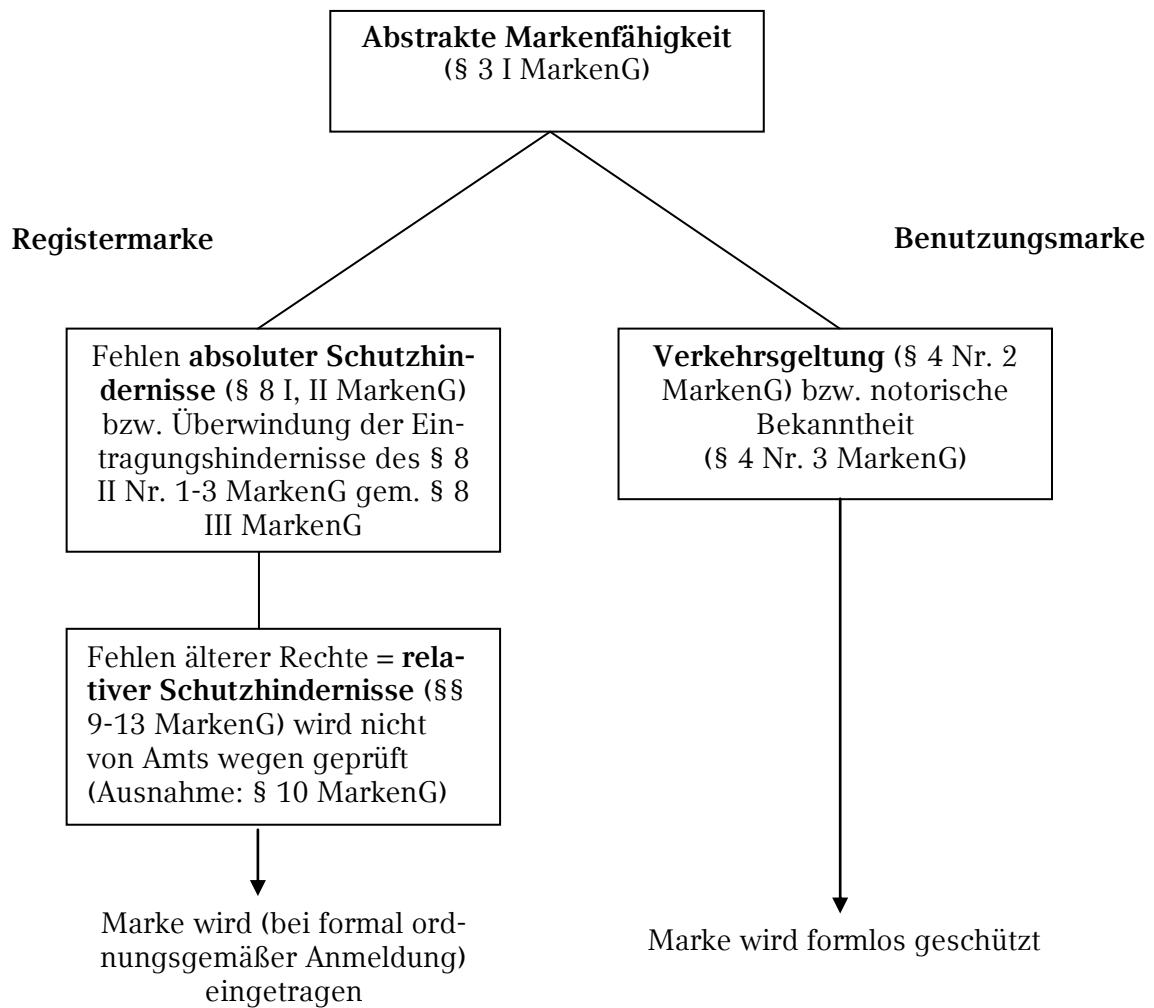 Abstrakte Markenfähigkeit
(§ 3 I MarkenG)
Registermarke
Benutzungsmarke
Fehlen absoluter Schutzhin-
dernisse (§ 8 I, II MarkenG)
bzw. Überwindung der Ein-
tragungshindernisse des § 8
II Nr. 1-3 MarkenG gem. § 8
III MarkenG
Verkehrsgeltung (§ 4 Nr. 2
MarkenG) bzw. notorische
Bekanntheit
(§ 4 Nr. 3 MarkenG)
Fehlen älterer Rechte = rela-
tiver Schutzhindernisse (§§
9-13 MarkenG) wird nicht
von Amts wegen geprüft
(Ausnahme: § 10 MarkenG)
Marke wird (bei formal ord-
nungsgemäßer Anmeldung)
eingetragen
Marke wird formlos geschützt